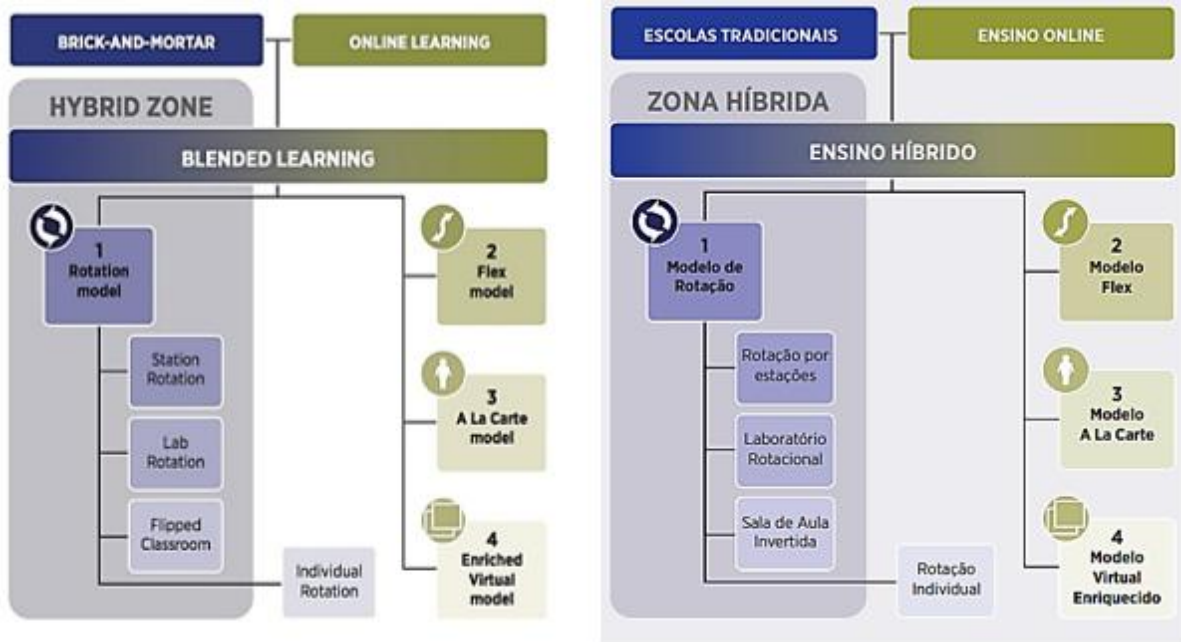 BRICK-AND-MORTAR
ONLINE LEARNING
HYBRID ZONE
BLENDED LEARNING
1
Rotation
model
Station
Rotation
Lab
Rotation
Flipped
Classroom
Individual
Rotation
2
Flex
model
3
A La Carte
model
4
Enriched
Virtual
model
ESCOLAS TRADICIONAIS
ENSINO ONLINE
ZONA HÍBRIDA
ENSINO HÍBRIDO
1
Modelo de
Rotação
Rotação por
estações
Laboratório
Rotacional
Sala de Aula
Invertida
Rotação
Individual
2
Modelo
Flex
3
Modelo
A La Carte
4
Modelo
Virtual
Enriquecido